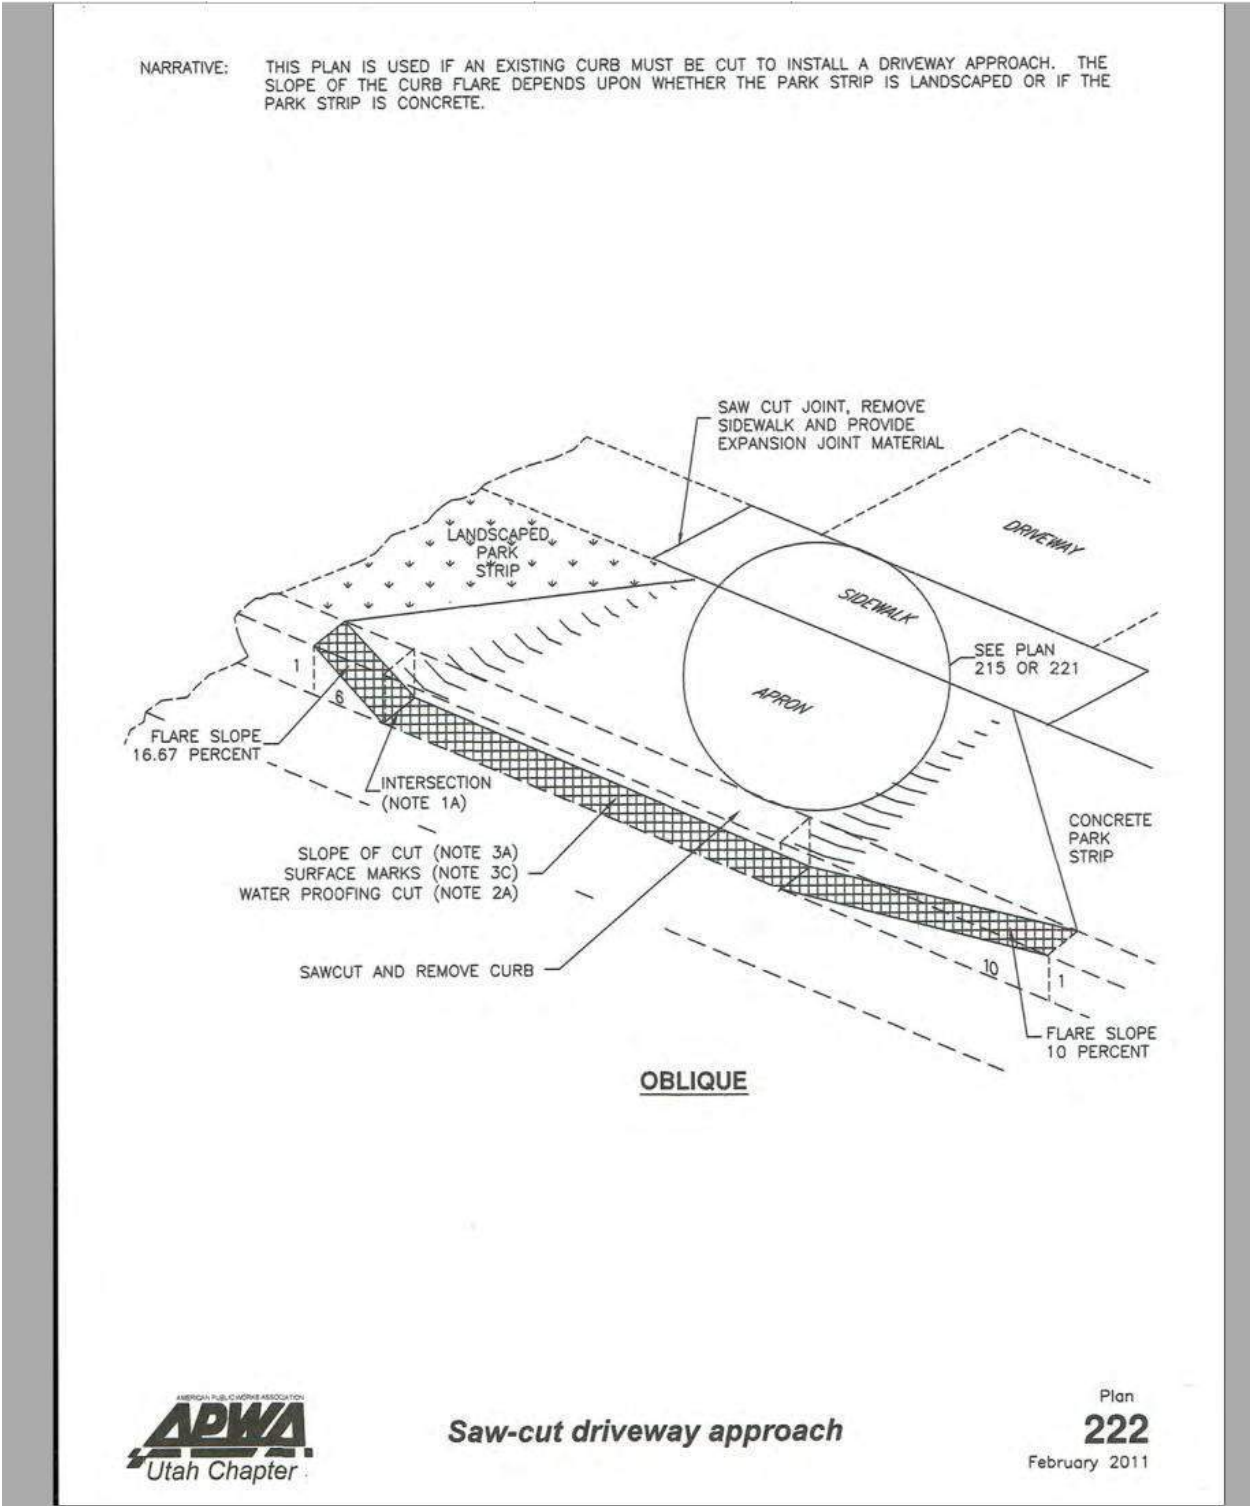 NARRATIVE: THIS PLAN IS USED IF AN EXISTING CURB MUST BE CUT TO INSTALL A DRIVEWAY APPROACH. THE
SLOPE OF THE CURB FLARE DEPENDS UPON WHETHER THE PARK STRIP IS LANDSCAPED OR IF THE
PARK STRIP IS CONCRETE.
SAW CUT JOINT, REMOVE
SIDEWALK AND PROVIDE
EXPANSION JOINT MATERIAL
DRIVEWAY
LANDSCAPED
PARK
STRIP
SIDEWALK
SEE PLAN
215 OR 221
APRON
1
6
FLARE SLOPE
16.67 PERCENT
INTERSECTION
(NOTE 1A)
SLOPE OF CUT (NOTE 3A)
SURFACE MARKS (NOTE 3C)
WATER PROOFING CUT (NOTE 2A)
CONCRETE
PARK
STRIP
SAWCUT AND REMOVE CURB
10
1
FLARE SLOPE
10 PERCENT
OBLIQUE
AMERICAN PUBLIC WORKS ASSOCIATION
APWA
Utah Chapter
Saw-cut driveway approach
Plan
222
February 2011